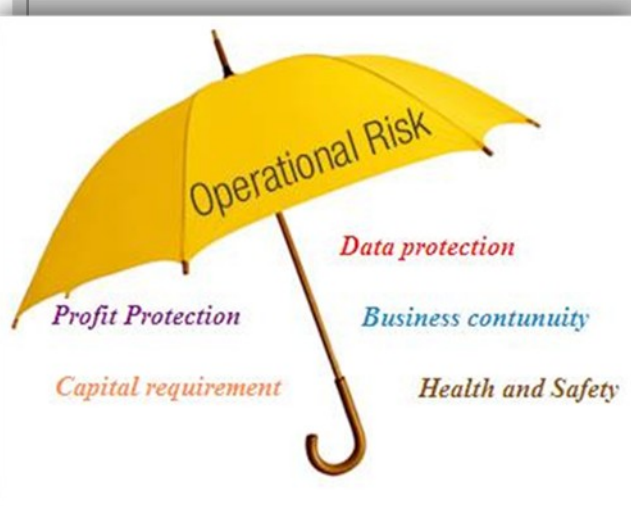 Operational Risk
Data protection
Profit Protection
Business contunuity
Capital requirement
Health and Safety